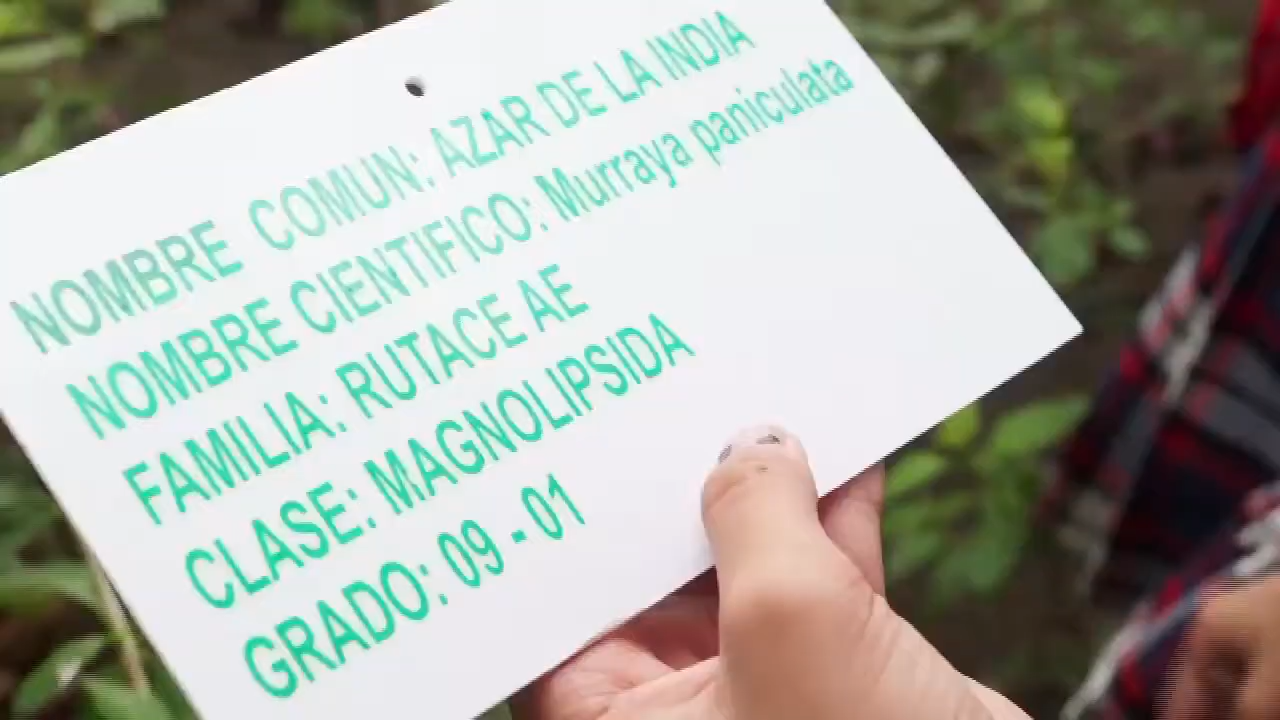 NOMBRE COMUN: AZAR DE LA INDIA
NOMBRE CIENTIFICO: Murraya paniculata
FAMILIA: RUTACE AE
CLASE: MAGNOLIPSIDA
GRADO: 09 - 01